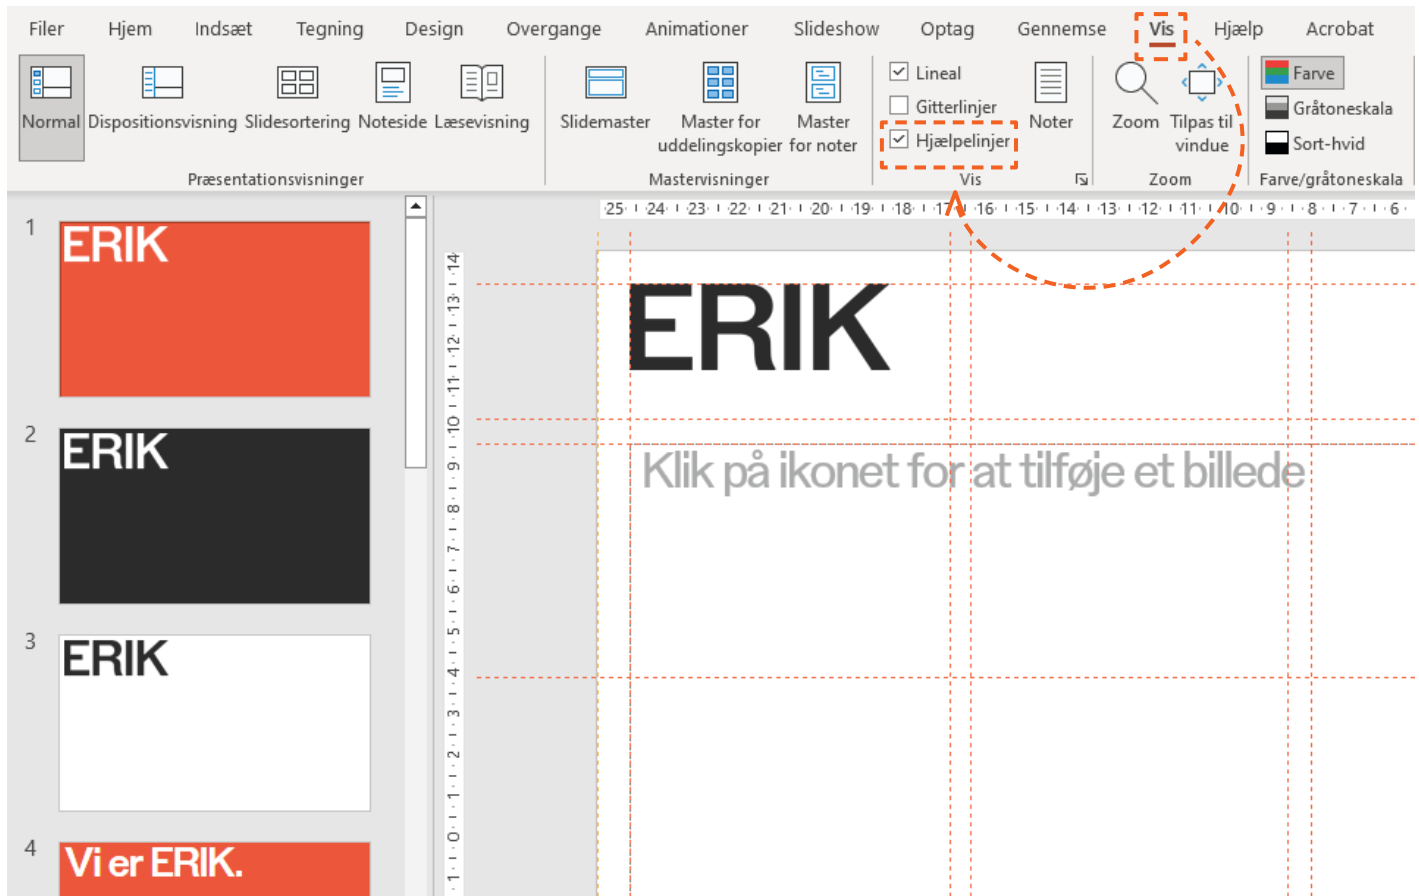 Filer Hjem Indsæt Tegning Design Overgange Animationer Slideshow Optag Gennemse Vis Hjælp Acrobat
Normal Dispositionsvisning Slidesortering Noteside Læsevisning
Præsentationsvisninger
Slidemaster Master for uddelingskopier Master for noter
Mastervisninger
Lineal
Gitterlinjer
Hjælpelinjer
Noter
Vis
Zoom Tilpas til vindue
Zoom
Farve
Gråtoneskala
Sort-hvid
Farve/gråtoneskala
25 24 23 22 21 20 19 18 17 16 15 14 13 12 11 10 9 8 7 6
14
13
12
11
10
9
8
7
6
5
4
3
2
1
0
1
1
ERIK
2
ERIK
3
ERIK
4
Vi er ERIK.
ERIK
Klik på ikonet for at tilføje et billede